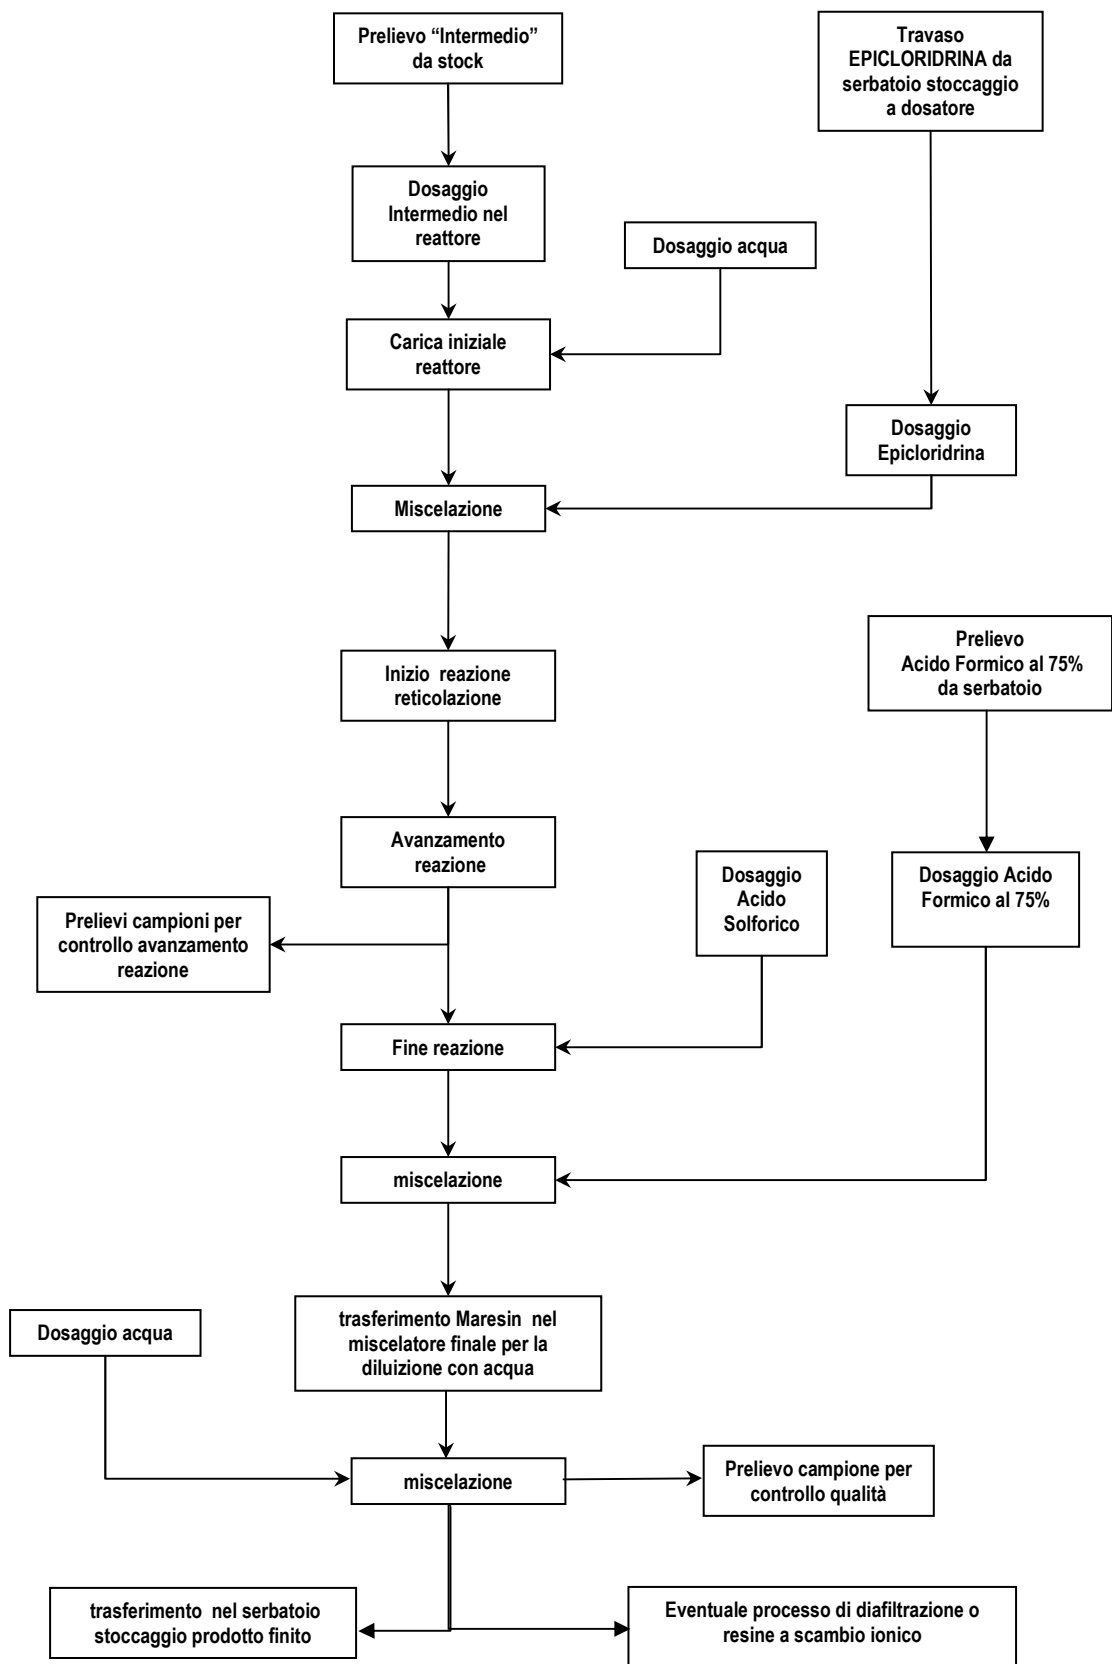 Prelievo “Intermedio”
da stock
Travaso
EPICLORIDRINA da
serbatoio stoccaggio
a dosatore
Dosaggio
Intermedio nel
reattore
Dosaggio acqua
Carica iniziale
reattore
Dosaggio
Epicloridrina
Miscelazione
Inizio reazione
reticolazione
Prelievo
Acido Formico al 75%
da serbatoio
Avanzamento
reazione
Dosaggio
Acido
Solforico
Dosaggio Acido
Formico al 75%
Prelievi campioni per
controllo avanzamento
reazione
Fine reazione
miscelazione
trasferimento Maresin nel
miscelatore finale per la
diluizione con acqua
Dosaggio acqua
miscelazione
Prelievo campione per
controllo qualità
trasferimento nel serbatoio
stoccaggio prodotto finito
Eventuale processo di diafiltrazione o
resine a scambio ionico